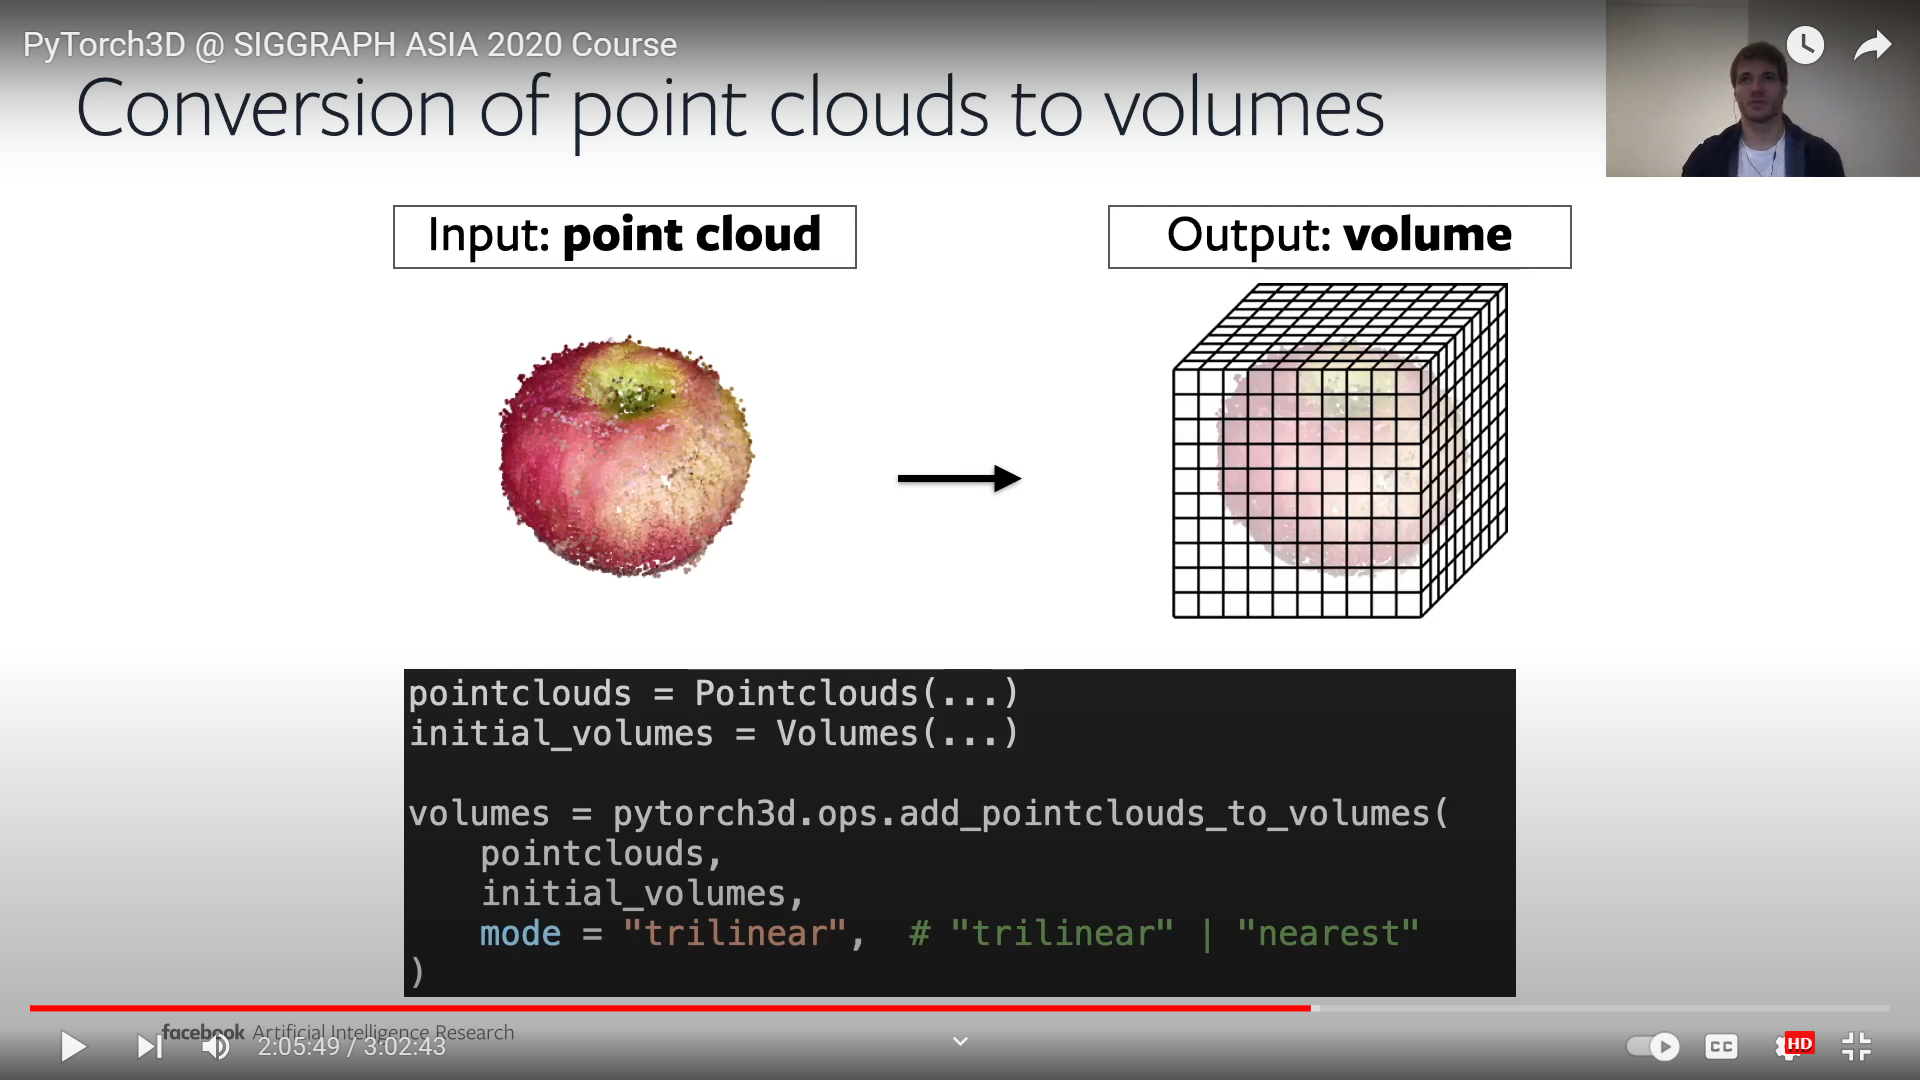 PyTorch3D @ SIGGRAPH ASIA 2020 Course
Conversion of point clouds to volumes
Input: point cloud
Output: volume
pointclouds = Pointclouds(...)
initial_volumes = Volumes(...)
volumes = pytorch3d.ops.add_pointclouds_to_volumes(
pointclouds,
initial_volumes,
mode = "trilinear", # "trilinear" | "nearest"
)
facebook Artificial Intelligence Research
2:05:49 / 3:02:43
CC
HD